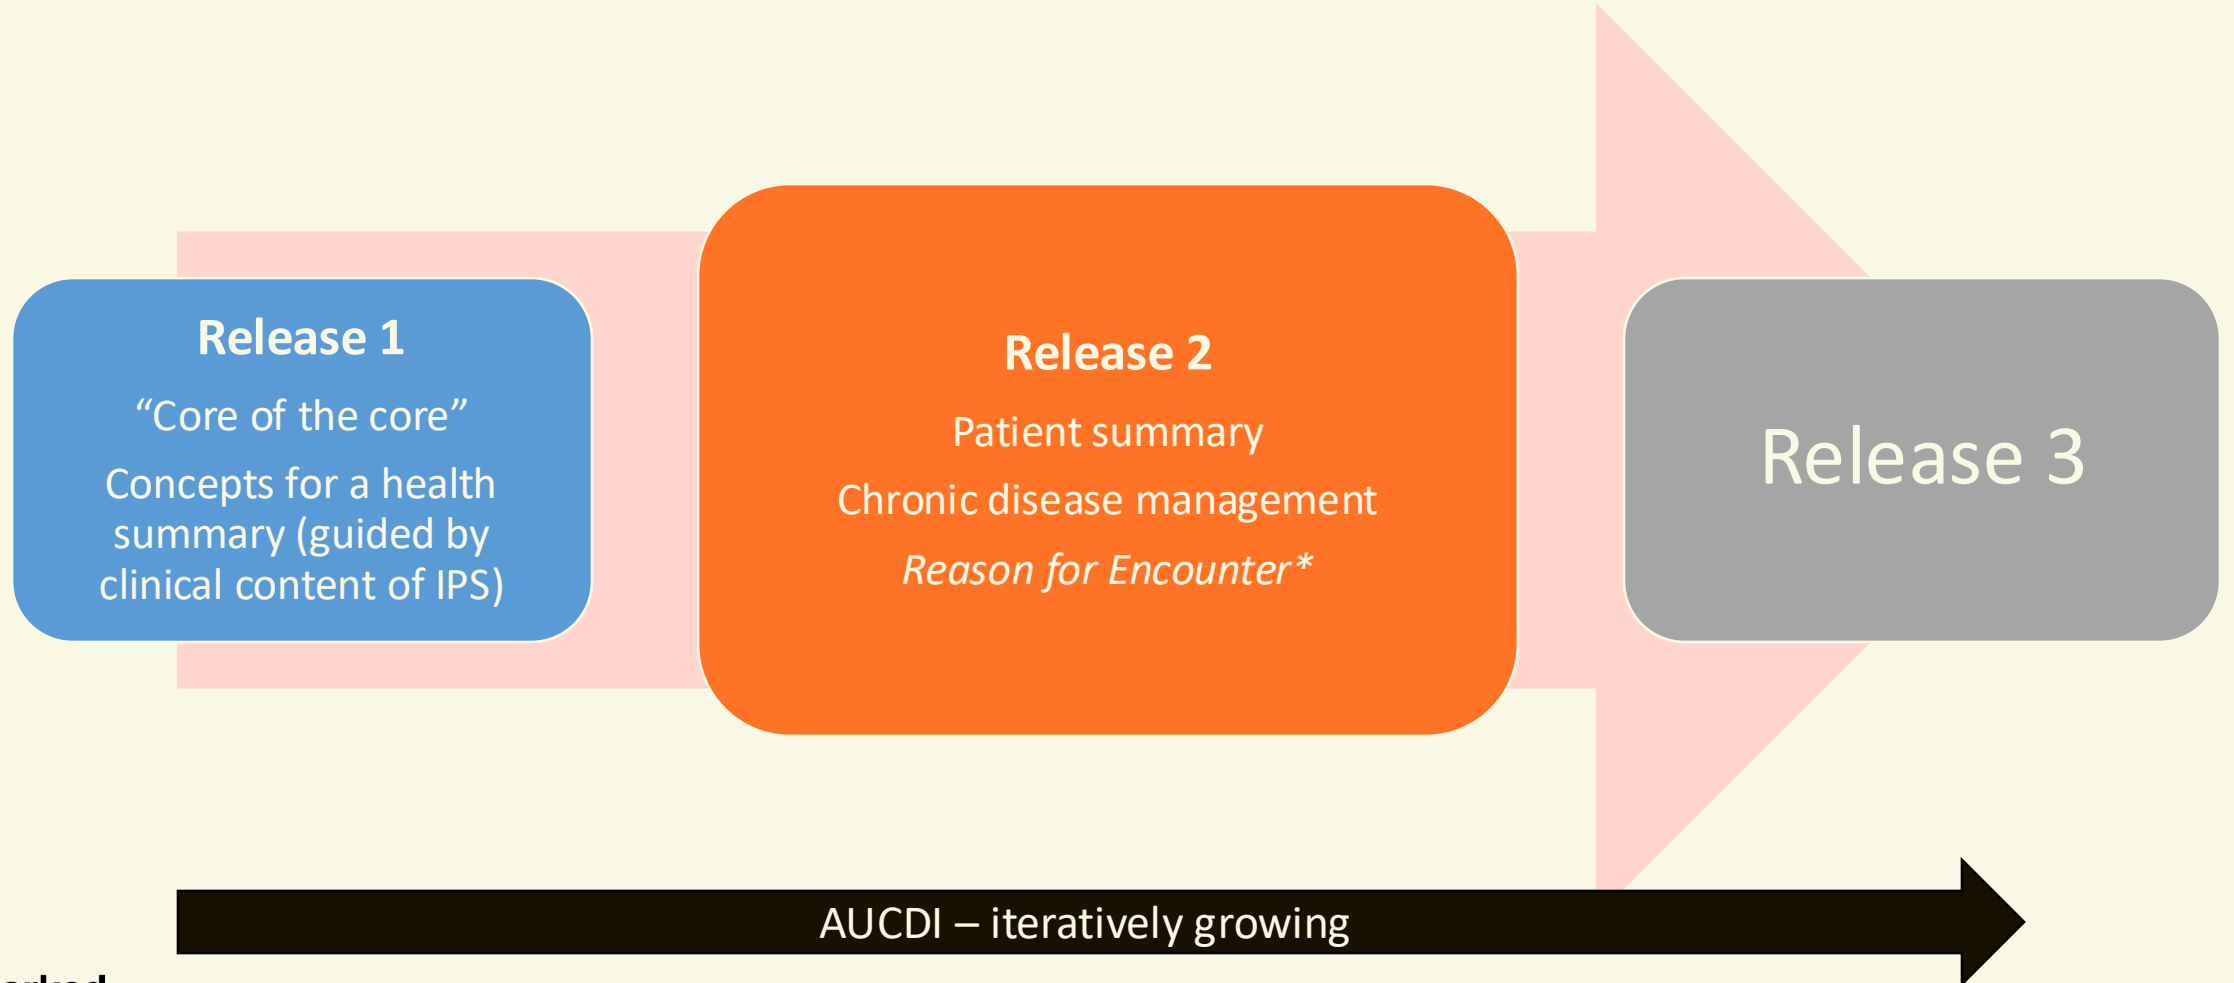 Release 1
“Core of the core”
Concepts for a health
summary (guided by
clinical content of IPS)
Release 2
Patient summary
Chronic disease management
Reason for Encounter*
Release 3
AUCDI – iteratively growing